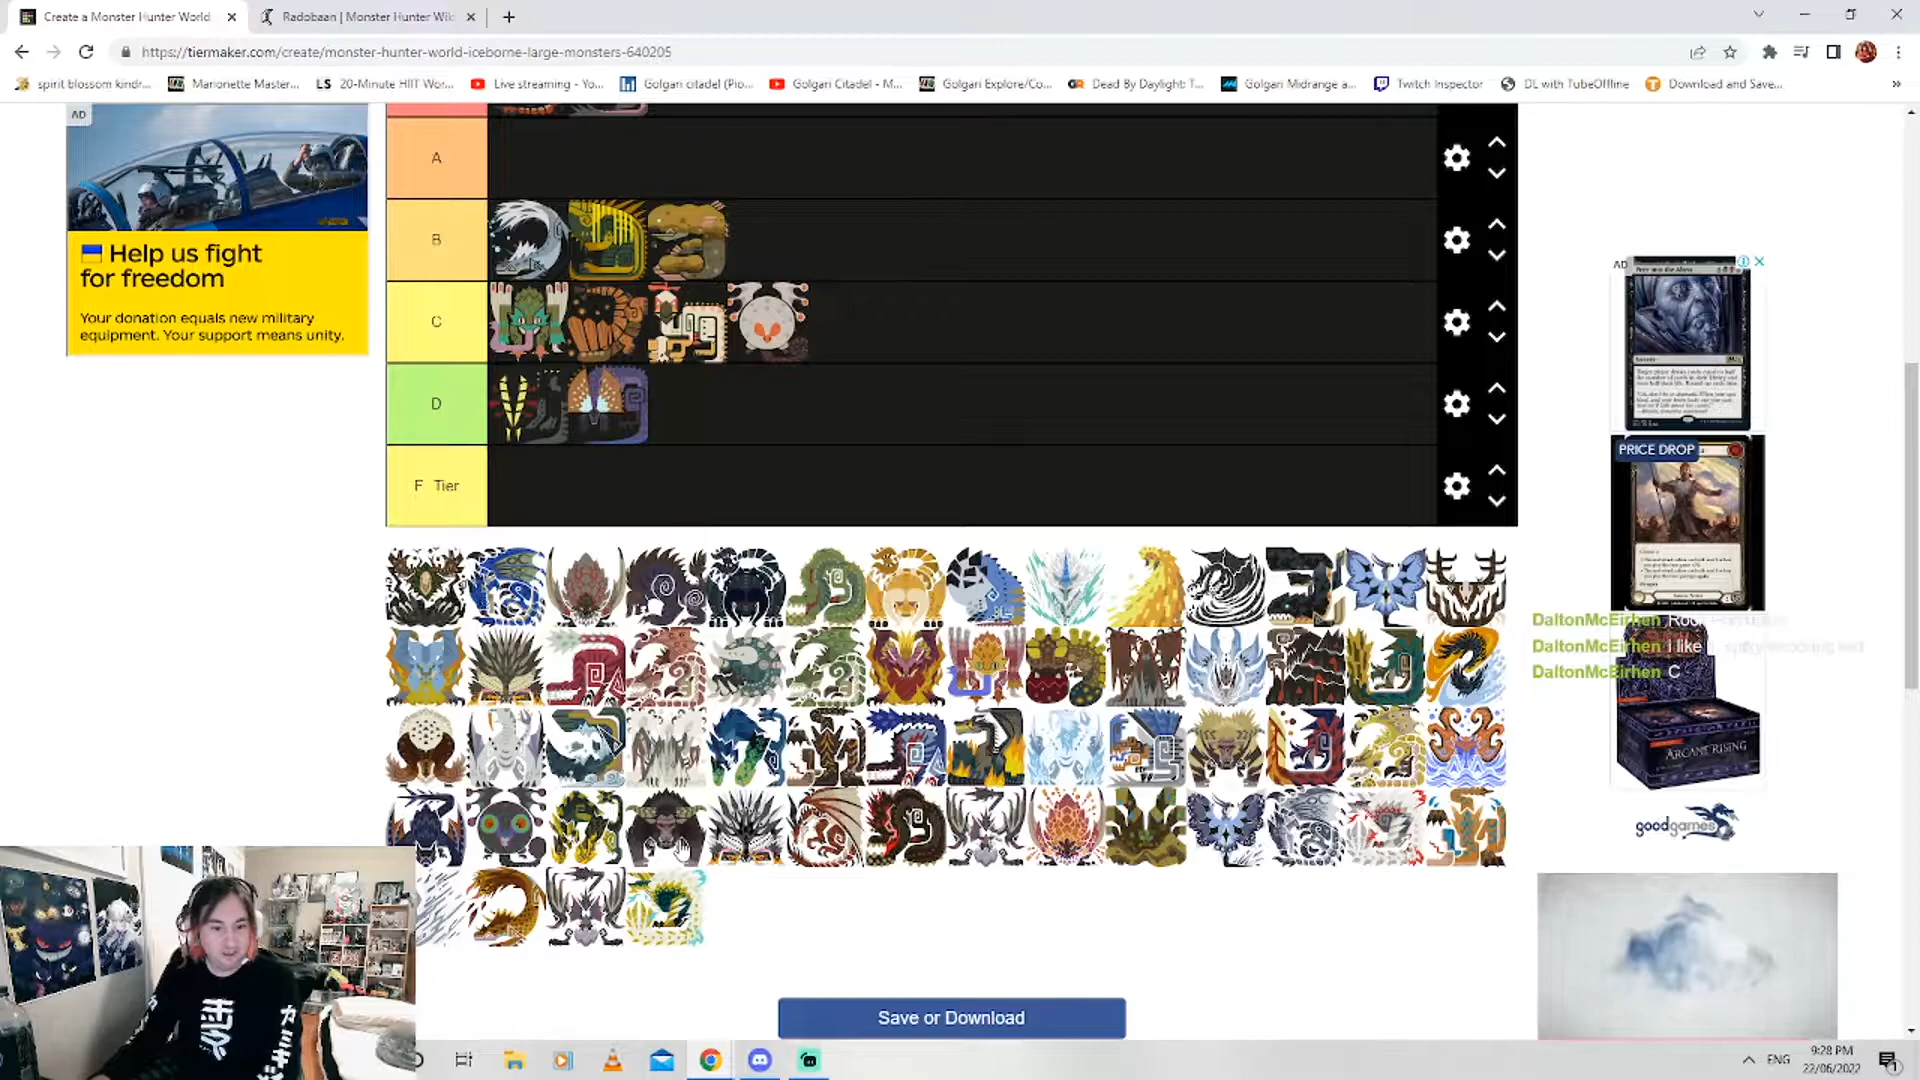 Create a Monster Hunter World
Radobaan | Monster Hunter Wiki
https://tiermaker.com/create/monster-hunter-world-iceborne-large-monsters-640205
spirit blossom kindr...
Marionette Master...
LS 20-Minute HIIT Wor...
Live streaming - Yo...
Golgari citadel (Pio...
Golgari Citadel - M...
Golgari Explore/Co...
Dead By Daylight: T...
Golgari Midrange a...
Twitch Inspector
DL with TubeOffline
Download and Save...
AD
Help us fight
for freedom
Your donation equals new military
equipment. Your support means unity.
A
B
C
D
F Tier
AD
PRICE DROP
DaltonMcEirhen
DaltonMcEirhen I like
DaltonMcEirhen C
ARCANE RISING
goodgames
Save or Download
ENG
9:28 PM
22/06/2022